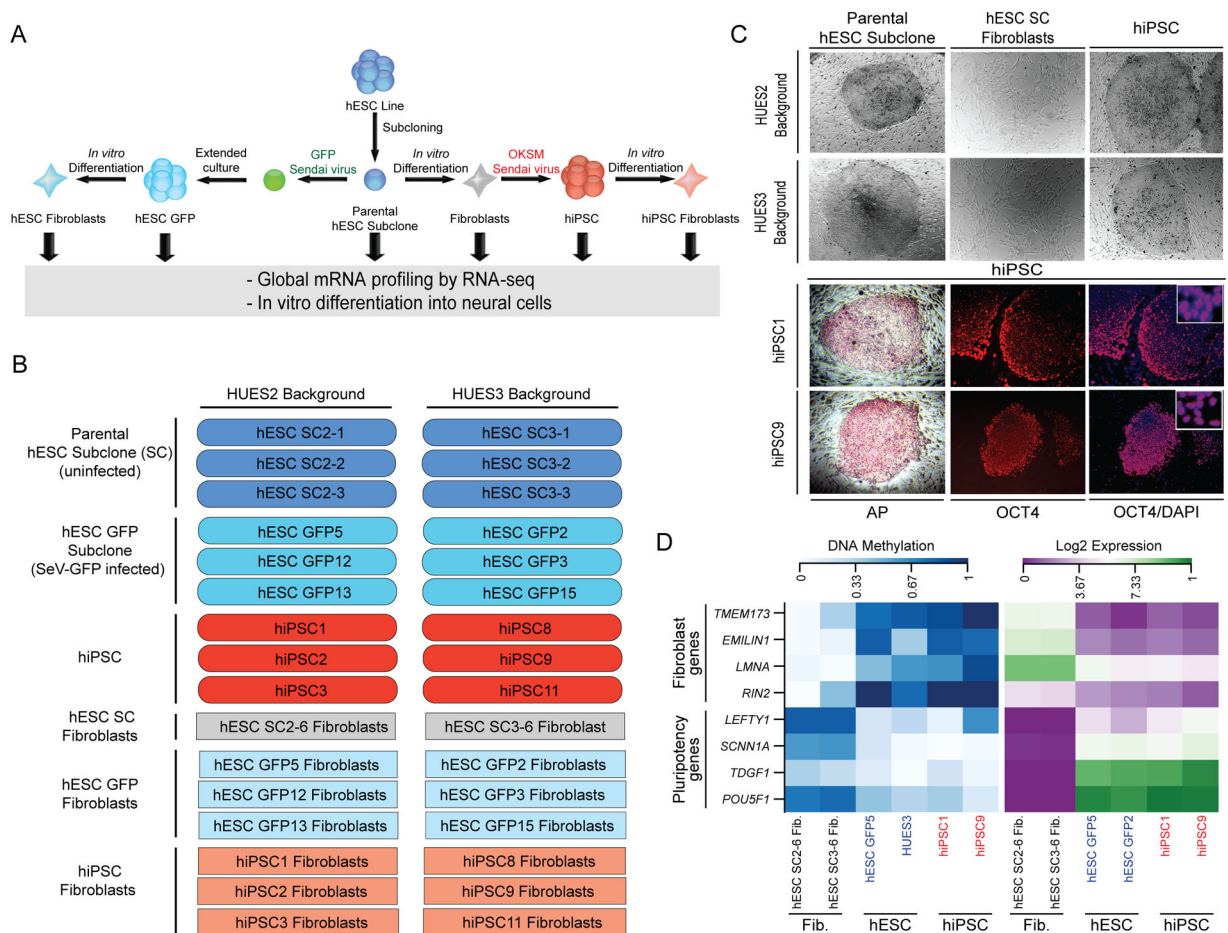 A
hESC Line
Subcloning
In vitro
Differentiation
Extended
culture
GFP
Sendai virus
In vitro
Differentiation
OKSM
Sendai virus
In vitro
Differentiation
hESC Fibroblasts
hESC GFP
Parental
hESC Subclone
Fibroblasts
hiPSC
hiPSC Fibroblasts
- Global mRNA profiling by RNA-seq
- In vitro differentiation into neural cells
B
HUES2 Background
HUES3 Background
Parental
hESC Subclone (SC)
(uninfected)
hESC SC2-1
hESC SC3-1
hESC SC2-2
hESC SC3-2
hESC SC2-3
hESC SC3-3
hESC GFP
Subclone
(SeV-GFP infected)
hESC GFP5
hESC GFP2
hESC GFP12
hESC GFP3
hESC GFP13
hESC GFP15
hiPSC
hiPSC1
hiPSC8
hiPSC2
hiPSC9
hiPSC3
hiPSC11
hESC SC
Fibroblasts
hESC SC2-6 Fibroblasts
hESC SC3-6 Fibroblast
hESC GFP
Fibroblasts
hESC GFP5 Fibroblasts
hESC GFP2 Fibroblasts
hESC GFP12 Fibroblasts
hESC GFP3 Fibroblasts
hESC GFP13 Fibroblasts
hESC GFP15 Fibroblasts
hiPSC
Fibroblasts
hiPSC1 Fibroblasts
hiPSC8 Fibroblasts
hiPSC2 Fibroblasts
hiPSC9 Fibroblasts
hiPSC3 Fibroblasts
hiPSC11 Fibroblasts
C
Parental
hESC Subclone
hESC SC
Fibroblasts
hiPSC
HUES2
Background
HUES3
Background
hiPSC
hiPSC1
hiPSC9
AP
OCT4
OCT4/DAPI
D
DNA Methylation
0
0.33
0.67
1
Log2 Expression
0
3.67
7.33
1
Fibroblast
genes
TMEM173
EMILIN1
LMNA
RIN2
Pluripotency
genes
LEFTY1
SCNN1A
TDGF1
POU5F1
hESC SC2-6 Fib.
hESC SC3-6 Fib.
hESC GFP5
HUES3
hiPSC1
hiPSC9
hESC SC2-6 Fib.
hESC SC3-6 Fib.
hESC GFP5
hESC GFP2
hiPSC1
hiPSC9
Fib.
hESC
hiPSC
Fib.
hESC
hiPSC